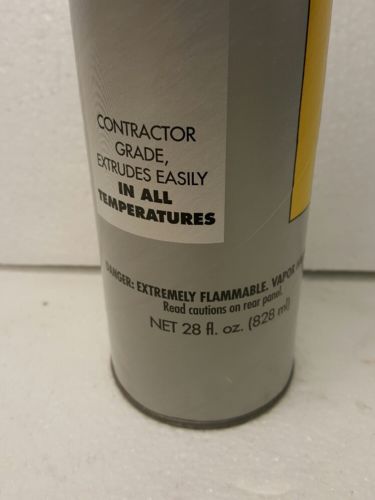 CONTRACTOR
GRADE,
EXTRUDES EASILY
IN ALL
TEMPERATURES
DANGER: EXTREMELY FLAMMABLE. VAPOR
Read cautions on rear panel.
NET 28 fl. oz. (828 ml)